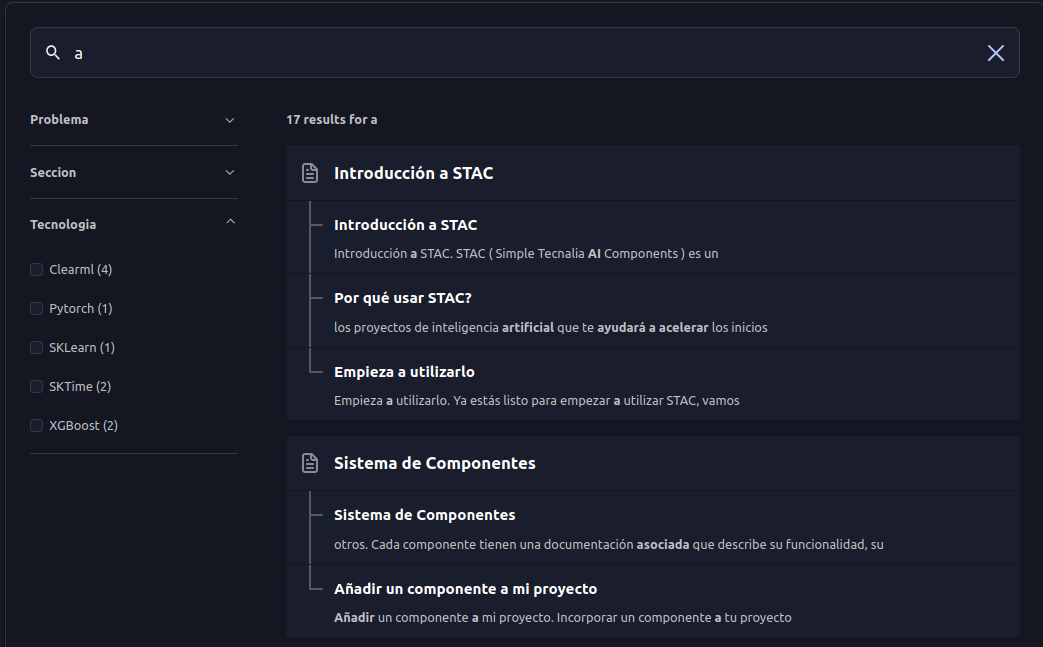 a
Problema
Seccion
Tecnologia
Clearml (4)
Pytorch (1)
SKLearn (1)
SKTime (2)
XGBoost (2)
17 results for a
Introducción a STAC
Introducción a STAC
Introducción a STAC. STAC ( Simple Tecnalia AI Components ) es un
Por qué usar STAC?
los proyectos de inteligencia artificial que te ayudará a acelerar los inicios
Empieza a utilizarlo
Empieza a utilizarlo. Ya estás listo para empezar a utilizar STAC, vamos
Sistema de Componentes
Sistema de Componentes
otros. Cada componente tienen una documentación asociada que describe su funcionalidad, su
Añadir un componente a mi proyecto
Añadir un componente a mi proyecto. Incorporar un componente a tu proyecto